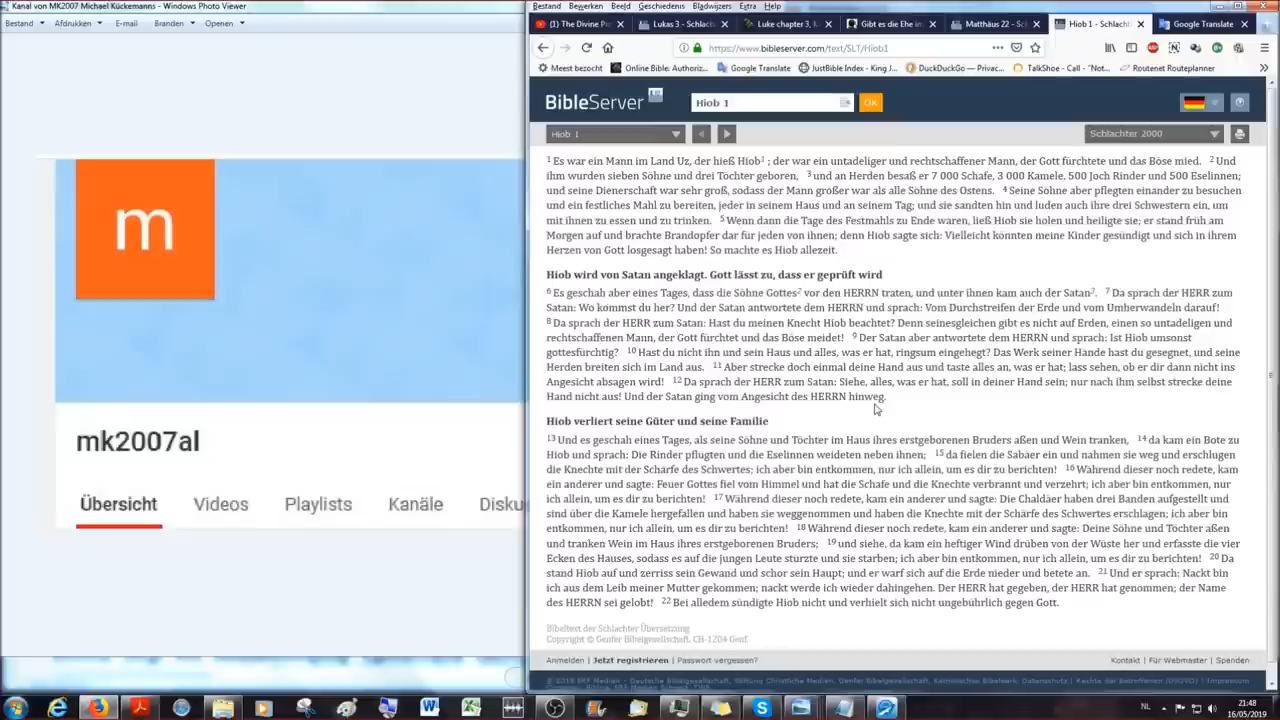 Kanal von MK2007 Michael Kückemanns - Windows Photo Viewer
Bestand Afdrukken E-mail Branden Openen
m
mk2007al
Übersicht Videos Playlists Kanäle Disku
Bestand Bewerken Beeld Geschiedenis Bladwijzers Extra Help
(1) The Divine Pr Lukas 3 - Schlacht Luke chapter 3, K Gibt es die Ehe im Matthäus 22 - Sc Hiob 1 - Schlacht Google Translate
https://www.bibleserver.com/text/SLT/Hiob1
Meest bezocht Online Bible: Authoriz... Google Translate JustBible Index - King J... DuckDuckGo — Privac... TalkShoe - Call - "Not... Routenet Routeplanner
BibleServer Hiob 1 OK
Hiob 1 Schlachter 2000
1 Es war ein Mann im Land Uz, der hieß Hiob1 ; der war ein untadeliger und rechtschaffener Mann, der Gott fürchtete und das Böse mied. 2 Und
ihm wurden sieben Söhne und drei Töchter geboren, 3 und an Herden besaß er 7 000 Schafe, 3 000 Kamele, 500 Joch Rinder und 500 Eselinnen;
und seine Dienerschaft war sehr groß, sodass der Mann größer war als alle Söhne des Ostens. 4 Seine Söhne aber pflegten einander zu besuchen
und ein festliches Mahl zu bereiten, jeder in seinem Haus und an seinem Tag; und sie sandten hin und luden auch ihre drei Schwestern ein, um
mit ihnen zu essen und zu trinken. 5 Wenn dann die Tage des Festmahls zu Ende waren, ließ Hiob sie holen und heiligte sie; er stand früh am
Morgen auf und brachte Brandopfer dar für jeden von ihnen; denn Hiob sagte sich: Vielleicht könnten meine Kinder gesündigt und sich in ihrem
Herzen von Gott losgesagt haben! So machte es Hiob allezeit.
Hiob wird von Satan angeklagt. Gott lässt zu, dass er geprüft wird
6 Es geschah aber eines Tages, dass die Söhne Gottes2 vor den HERRN traten, und unter ihnen kam auch der Satan3. 7 Da sprach der HERR zum
Satan: Wo kommst du her? Und der Satan antwortete dem HERRN und sprach: Vom Durchstreifen der Erde und vom Umherwandeln darauf!
8 Da sprach der HERR zum Satan: Hast du meinen Knecht Hiob beachtet? Denn seinesgleichen gibt es nicht auf Erden, einen so untadeligen und
rechtschaffenen Mann, der Gott fürchtet und das Böse meidet! 9 Der Satan aber antwortete dem HERRN und sprach: Ist Hiob umsonst
gottesfürchtig? 10 Hast du nicht ihn und sein Haus und alles, was er hat, ringsum eingehegt? Das Werk seiner Hände hast du gesegnet, und seine
Herden breiten sich im Land aus. 11 Aber strecke doch einmal deine Hand aus und taste alles an, was er hat; lass sehen, ob er dir dann nicht ins
Angesicht absagen wird! 12 Da sprach der HERR zum Satan: Siehe, alles, was er hat, soll in deiner Hand sein; nur nach ihm selbst strecke deine
Hand nicht aus! Und der Satan ging vom Angesicht des HERRN hinweg.
Hiob verliert seine Güter und seine Familie
13 Und es geschah eines Tages, als seine Söhne und Töchter im Haus ihres erstgeborenen Bruders aßen und Wein tranken, 14 da kam ein Bote zu
Hiob und sprach: Die Rinder pflügten und die Eselinnen weideten neben ihnen; 15 da fielen die Sabäer ein und nahmen sie weg und erschlugen
die Knechte mit der Schärfe des Schwertes; ich aber bin entkommen, nur ich allein, um es dir zu berichten! 16 Während dieser noch redete, kam
ein anderer und sagte: Feuer Gottes fiel vom Himmel und hat die Schafe und die Knechte verbrannt und verzehrt; ich aber bin entkommen, nur
ich allein, um es dir zu berichten! 17 Während dieser noch redete, kam ein anderer und sagte: Die Chaldäer haben drei Banden aufgestellt und
sind über die Kamele hergefallen und haben sie weggenommen und haben die Knechte mit der Schärfe des Schwertes erschlagen; ich aber bin
entkommen, nur ich allein, um es dir zu berichten! 18 Während dieser noch redete, kam ein anderer und sagte: Deine Söhne und Töchter aßen
und tranken Wein im Haus ihres erstgeborenen Bruders; 19 und siehe, da kam ein heftiger Wind drüben von der Wüste her und erfasste die vier
Ecken des Hauses, sodass es auf die jungen Leute stürzte und sie starben; ich aber bin entkommen, nur ich allein, um es dir zu berichten! 20 Da
stand Hiob auf und zerriss sein Gewand und schor sein Haupt; und er warf sich auf die Erde nieder und betete an. 21 Und er sprach: Nackt bin
ich aus dem Leib meiner Mutter gekommen; nackt werde ich wieder dahingehen. Der HERR hat gegeben, der HERR hat genommen; der Name
des HERRN sei gelobt! 22 Bei alledem sündigte Hiob nicht und verhielt sich nicht ungebührlich gegen Gott.
Bibeltext der Schlachter Übersetzung
Copyright © Genfer Bibelgesellschaft, CH-1204 Genf
Anmelden | Jetzt registrieren | Passwort vergessen? Kontakt | Für Webmaster | Spenden
NL 21:48
16/05/2019